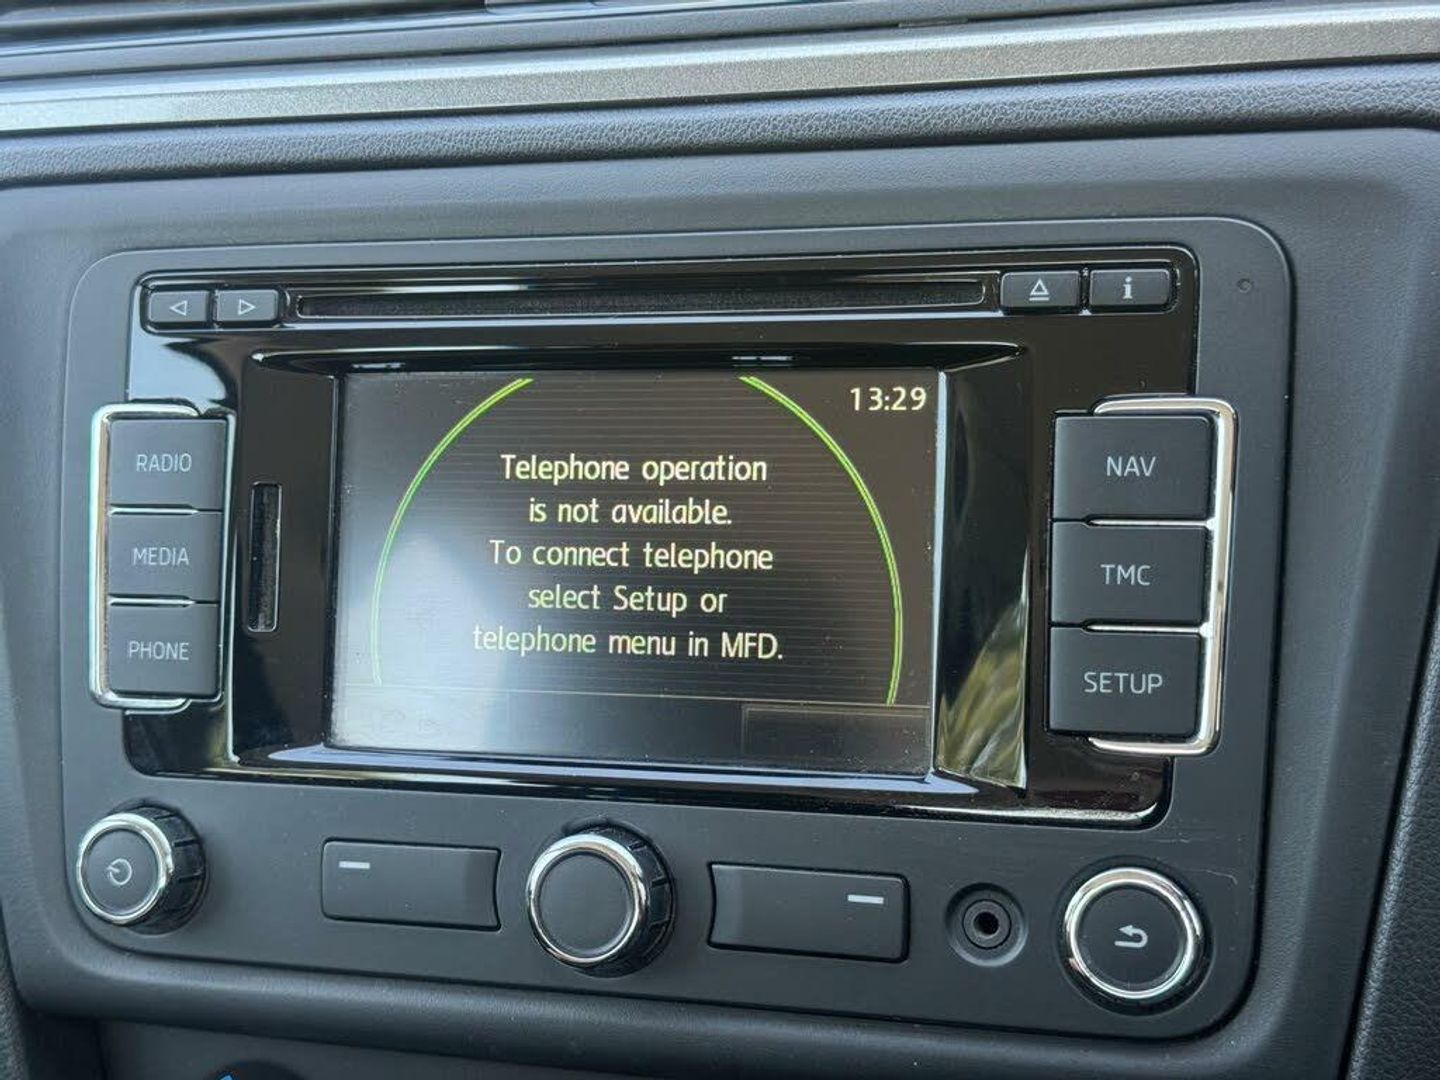 i
13:29
RADIO
MEDIA
PHONE
Telephone operation
is not available.
To connect telephone
select Setup or
telephone menu in MFD.
NAV
TMC
SETUP